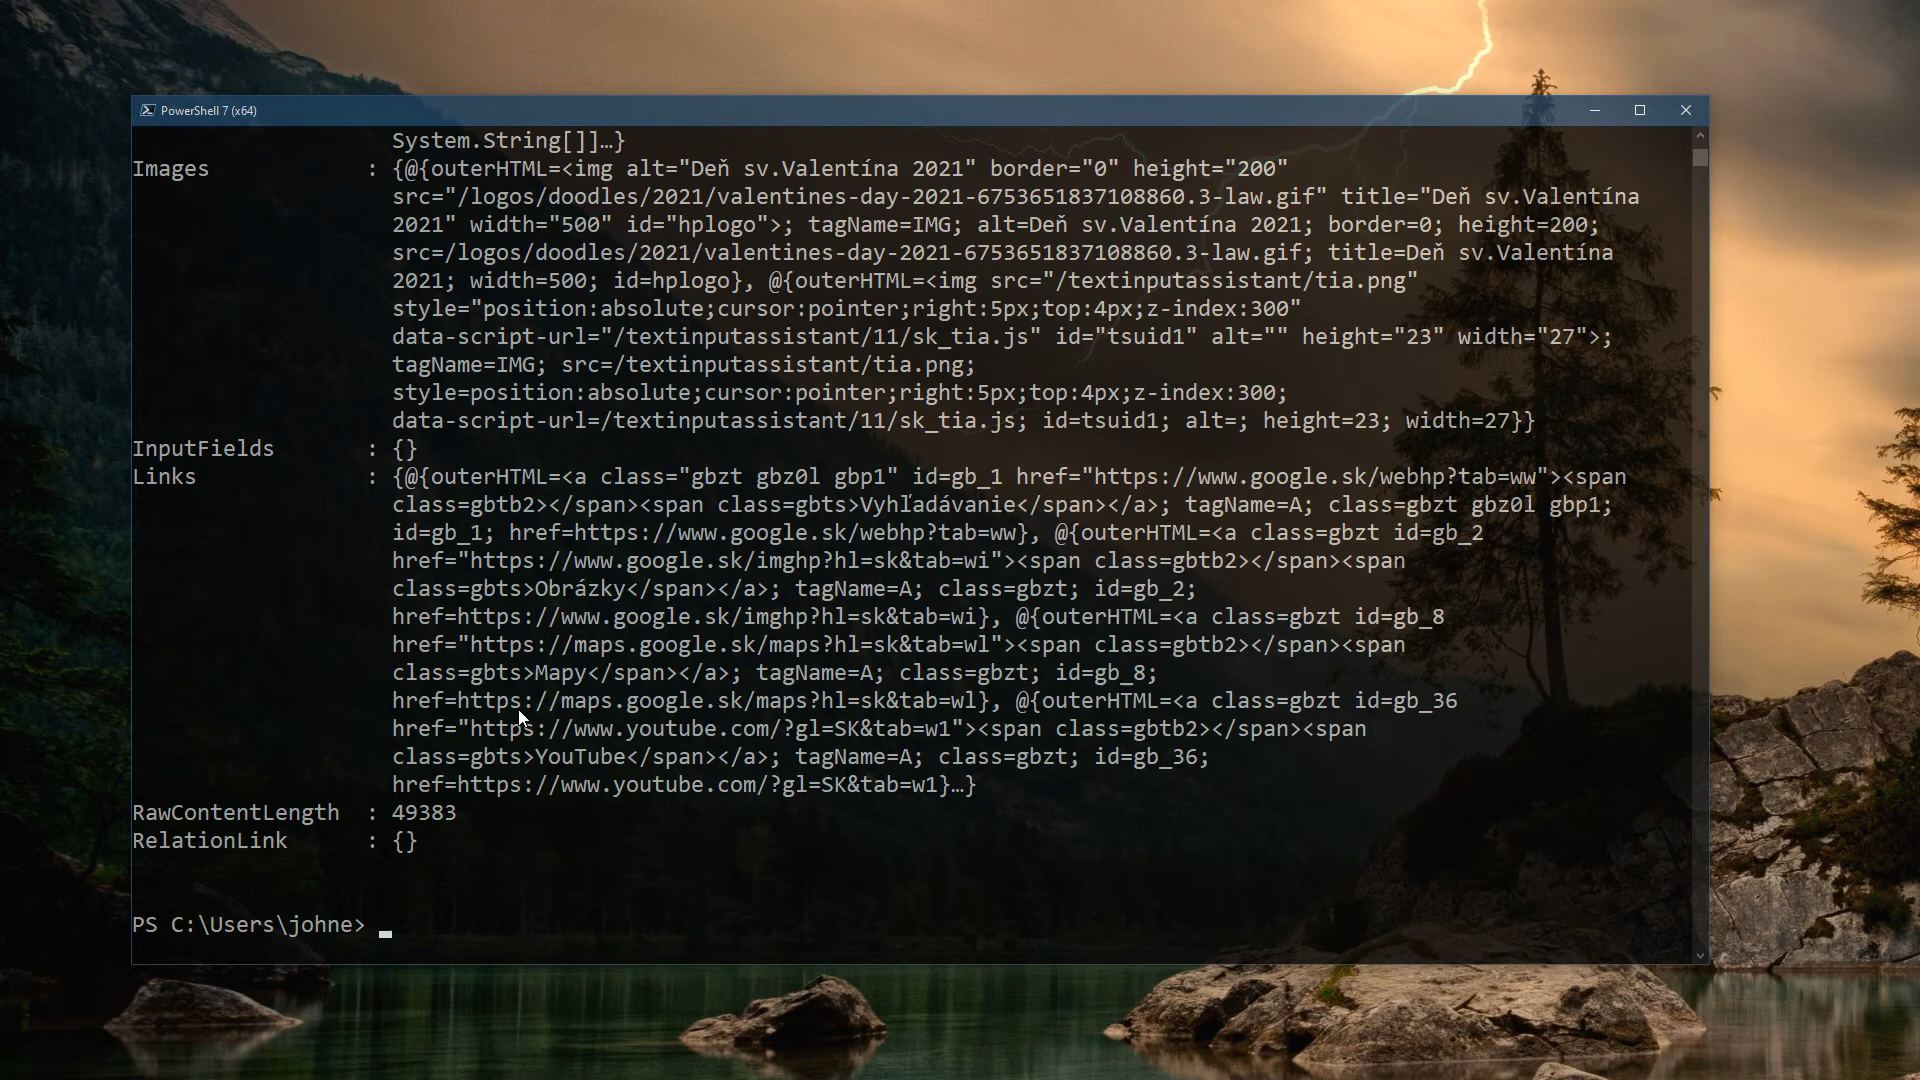 PowerShell 7 (x64)
System.String[]]…}
Images : {@{outerHTML=<img alt="Deň sv.Valentína 2021" border="0" height="200"
src="/logos/doodles/2021/valentines-day-2021-6753651837108860.3-law.gif" title="Deň sv.Valentína
2021" width="500" id="hplogo">; tagName=IMG; alt=Deň sv.Valentína 2021; border=0; height=200;
src=/logos/doodles/2021/valentines-day-2021-6753651837108860.3-law.gif; title=Deň sv.Valentína
2021; width=500; id=hplogo}, @{outerHTML=<img src="/textinputassistant/tia.png"
style="position:absolute;cursor:pointer;right:5px;top:4px;z-index:300"
data-script-url="/textinputassistant/11/sk_tia.js" id="tsuid1" alt="" height="23" width="27">;
tagName=IMG; src=/textinputassistant/tia.png;
style=position:absolute;cursor:pointer;right:5px;top:4px;z-index:300;
data-script-url=/textinputassistant/11/sk_tia.js; id=tsuid1; alt=; height=23; width=27}}
InputFields : {}
Links : {@{outerHTML=<a class="gbzt gbz0l gbp1" id=gb_1 href="https://www.google.sk/webhp?tab=ww"><span
class=gbtb2></span><span class=gbts>Vyhľadávanie</span></a>; tagName=A; class=gbzt gbz0l gbp1;
id=gb_1; href=https://www.google.sk/webhp?tab=ww}, @{outerHTML=<a class=gbzt id=gb_2
href="https://www.google.sk/imghp?hl=sk&tab=wi"><span class=gbtb2></span><span
class=gbts>Obrázky</span></a>; tagName=A; class=gbzt; id=gb_2;
href=https://www.google.sk/imghp?hl=sk&tab=wi}, @{outerHTML=<a class=gbzt id=gb_8
href="https://maps.google.sk/maps?hl=sk&tab=wl"><span class=gbtb2></span><span
class=gbts>Mapy</span></a>; tagName=A; class=gbzt; id=gb_8;
href=https://maps.google.sk/maps?hl=sk&tab=wl}, @{outerHTML=<a class=gbzt id=gb_36
href="https://www.youtube.com/?gl=SK&tab=w1"><span class=gbtb2></span><span
class=gbts>YouTube</span></a>; tagName=A; class=gbzt; id=gb_36;
href=https://www.youtube.com/?gl=SK&tab=w1}…}
RawContentLength : 49383
RelationLink : {}
PS C:\Users\johne>